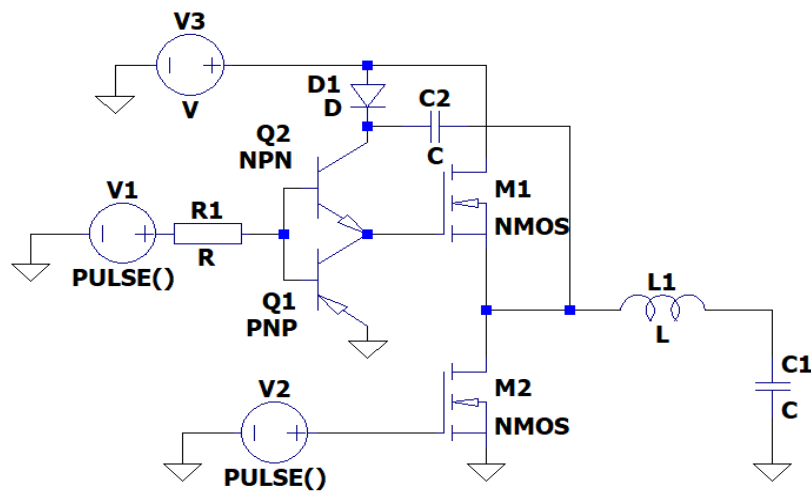 V3
V
D1
D
C2
C
Q2
NPN
M1
NMOS
V1
PULSE()
R1
R
Q1
PNP
L1
L
C1
C
V2
PULSE()
M2
NMOS